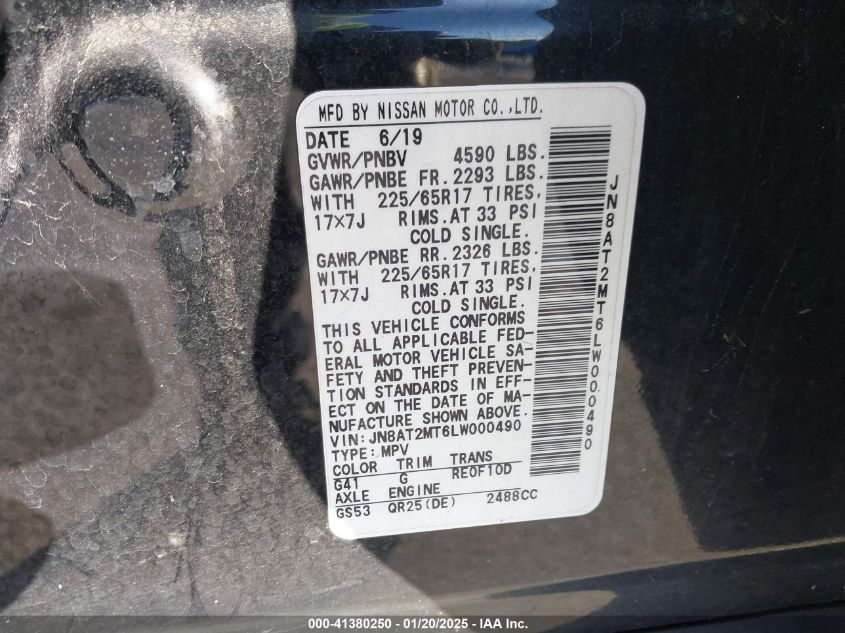 MFD BY NISSAN MOTOR CO.,LTD.
DATE 6/19
GVWR/PNBV 4590 LBS.
GAWR/PNBE FR. 2293 LBS.
WITH 225/65R17 TIRES,
17×7J RIMS.AT 33 PSI
COLD SINGLE.
GAWR/PNBE RR. 2326 LBS.
WITH 225/65R17 TIRES,
17×7J RIMS.AT 33 PSI
COLD SINGLE.
THIS VEHICLE CONFORMS
TO ALL APPLICABLE FED-
ERAL MOTOR VEHICLE SA-
FETY AND THEFT PREVEN-
TION STANDARDS IN EFF-
ECT ON THE DATE OF MA-
NUFACTURE SHOWN ABOVE.
VIN: JN8AT2MT6LW000490
TYPE: MPV
COLOR TRIM TRANS
G41 G RE0F10D
AXLE ENGINE
GS53 QR25(DE) 2488CC
JN8AT2MT6LW000490
000-41380250 — 01/20/2025 — IAA Inc.